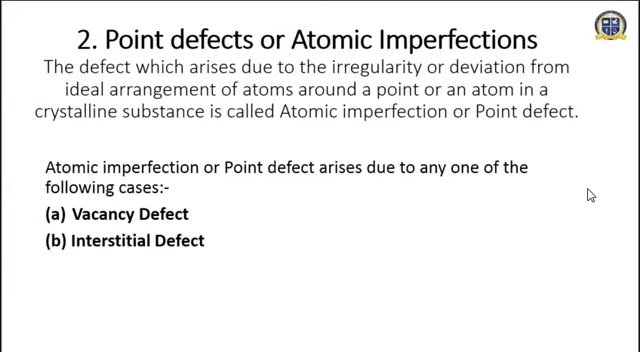 2. Point defects or Atomic Imperfections
The defect which arises due to the irregularity or deviation from
ideal arrangement of atoms around a point or an atom in a
crystalline substance is called Atomic imperfection or Point defect.
Atomic imperfection or Point defect arises due to any one of the
following cases:-
(a) Vacancy Defect
(b) Interstitial Defect